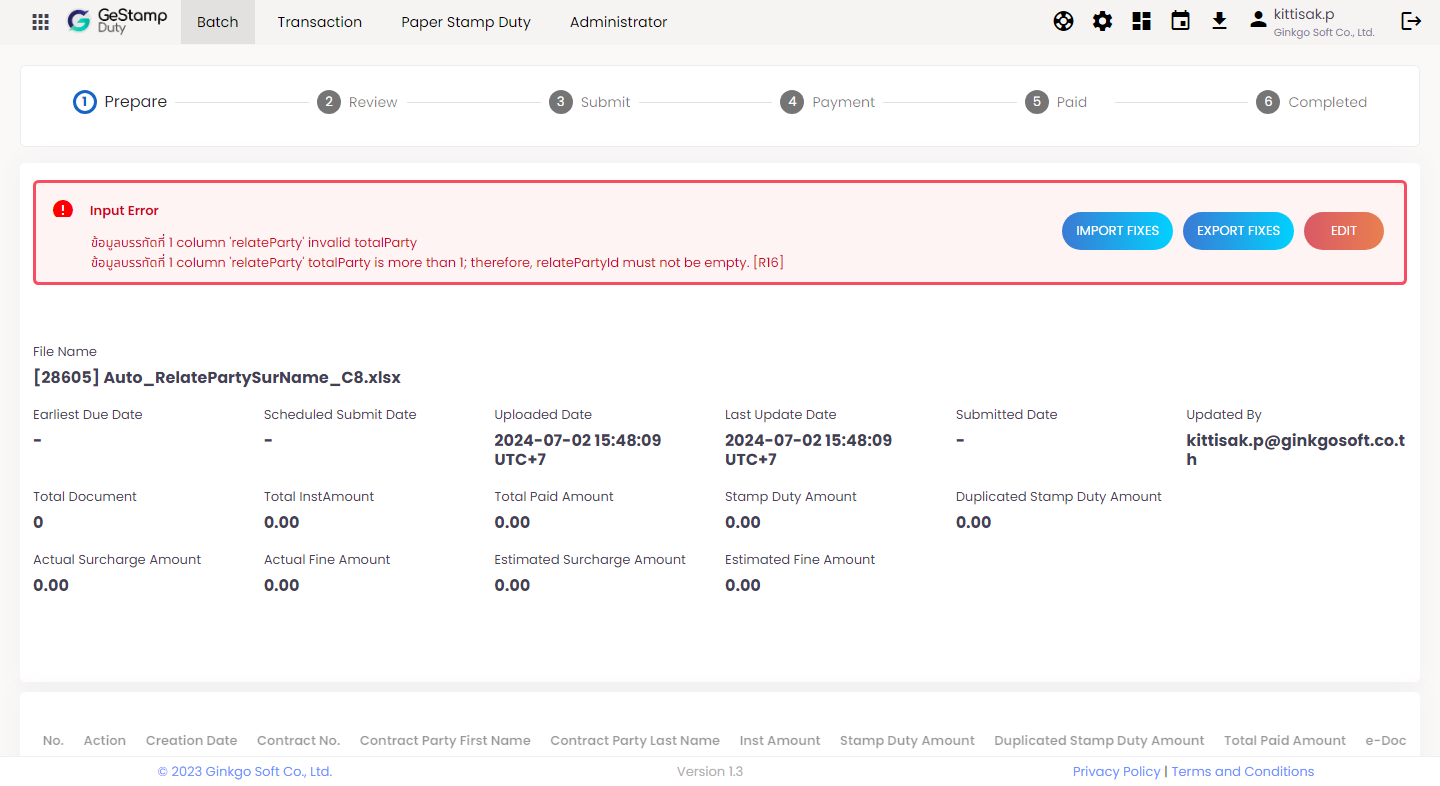 GeStamp
Duty
Batch
Transaction
Paper Stamp Duty
Administrator
kittisak.p
Ginkgo Soft Co., Ltd.
1 Prepare
2 Review
3 Submit
4 Payment
5 Paid
6 Completed
Input Error
ข้อมูลบรรทัดที่ 1 column 'relateParty' invalid totalParty
ข้อมูลบรรทัดที่ 1 column 'relateParty' totalParty is more than 1; therefore, relatePartyId must not be empty. [R16]
IMPORT FIXES
EXPORT FIXES
EDIT
File Name
[28605] Auto_RelatePartySurName_C8.xlsx
Earliest Due Date
-
Scheduled Submit Date
-
Uploaded Date
2024-07-02 15:48:09
UTC+7
Last Update Date
2024-07-02 15:48:09
UTC+7
Submitted Date
-
Updated By
kittisak.p@ginkgosoft.co.t
h
Total Document
0
Total InstAmount
0.00
Total Paid Amount
0.00
Stamp Duty Amount
0.00
Duplicated Stamp Duty Amount
0.00
Actual Surcharge Amount
0.00
Actual Fine Amount
0.00
Estimated Surcharge Amount
0.00
Estimated Fine Amount
0.00
No. Action Creation Date Contract No. Contract Party First Name Contract Party Last Name Inst Amount Stamp Duty Amount Duplicated Stamp Duty Amount Total Paid Amount e-Doc
© 2023 Ginkgo Soft Co., Ltd.
Version 1.3
Privacy Policy | Terms and Conditions